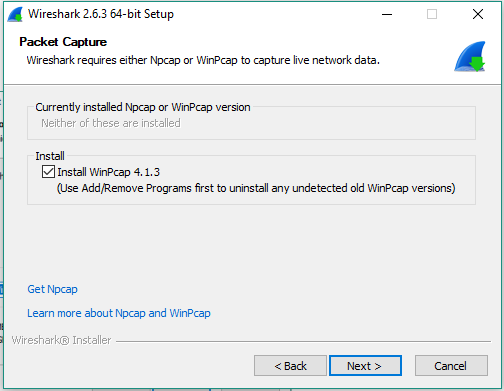 Wireshark 2.6.3 64-bit Setup
Packet Capture
Wireshark requires either Npcap or WinPcap to capture live network data.
Currently installed Npcap or WinPcap version
Neither of these are installed
Install
Install WinPcap 4.1.3
(Use Add/Remove Programs first to uninstall any undetected old WinPcap versions)
Get Npcap
Learn more about Npcap and WinPcap
Wireshark® Installer
< Back
Next >
Cancel